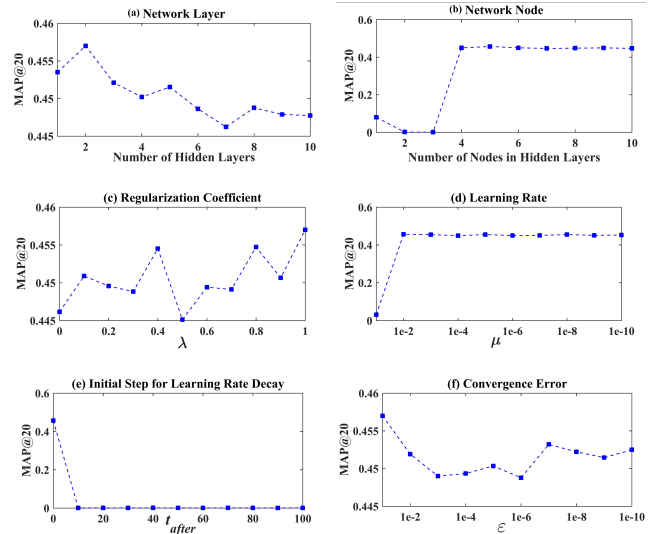 (a) Network Layer
MAP@20
0.46
0.455
0.45
0.445
2
4
6
8
10
Number of Hidden Layers
(b) Network Node
MAP@20
0.6
0.4
0.2
0
2
4
6
8
10
Number of Nodes in Hidden Layers
(c) Regularization Coefficient
MAP@20
0.46
0.455
0.45
0.445
0
0.2
0.4
0.6
0.8
1
λ
(d) Learning Rate
MAP@20
0.6
0.4
0.2
0
1e-2
1e-4
1e-6
1e-8
1e-10
μ
(e) Initial Step for Learning Rate Decay
MAP@20
0.6
0.4
0.2
0
0
20
40
60
80
100
t after
(f) Convergence Error
MAP@20
0.46
0.455
0.45
0.445
1e-2
1e-4
1e-6
1e-8
1e-10
ε